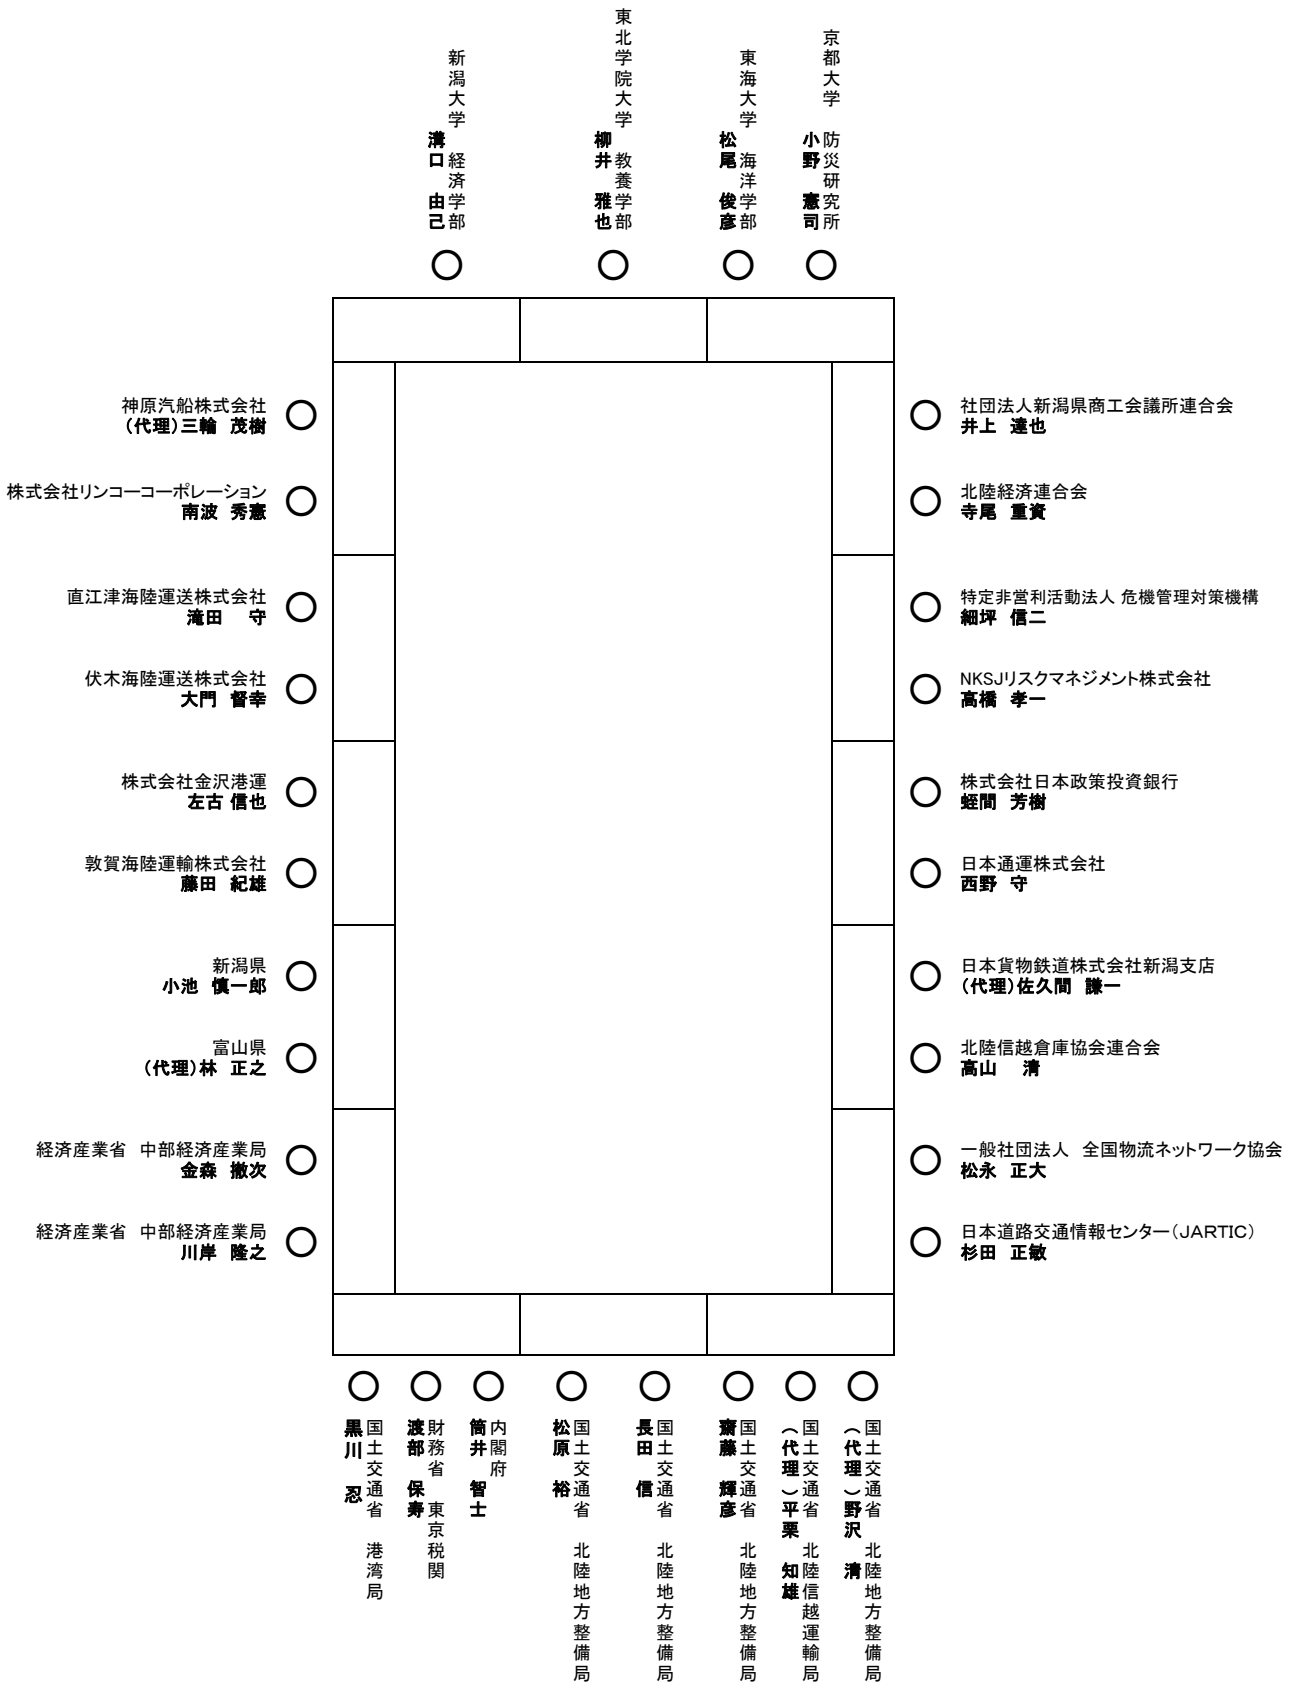 新潟大学　経済学部
溝口　由己
東北学院大学　教養学部
柳井　雅也
東海大学　海洋学部
松尾　俊彦
京都大学　防災研究所
小野　憲司
神原汽船株式会社
（代理）三輪　茂樹
株式会社リンコーコーポレーション
南波　秀憲
直江津海陸運送株式会社
滝田　守
伏木海陸運送株式会社
大門　督幸
株式会社金沢港運
左古 信也
敦賀海陸運輸株式会社
藤田　紀雄
新潟県
小池　慎一郎
富山県
（代理）林　正之
経済産業省　中部経済産業局
金森　撤次
経済産業省　中部経済産業局
川岸　隆之
社団法人新潟県商工会議所連合会
井上　達也
北陸経済連合会
寺尾　重資
特定非営利活動法人 危機管理対策機構
細坪　信二
NKSJリスクマネジメント株式会社
高橋　孝一
株式会社日本政策投資銀行
蛭間　芳樹
日本通運株式会社
西野　守
日本貨物鉄道株式会社新潟支店
（代理）佐久間　謙一
北陸信越倉庫協会連合会
高山　清
一般社団法人　全国物流ネットワーク協会
松永　正大
日本道路交通情報センター（JARTIC）
杉田　正敏
国土交通省　港湾局
黒川　忍
財務省　東京税関
渡部　保寿
内閣府
筒井　智士
国土交通省　北陸地方整備局
松原　裕
国土交通省　北陸地方整備局
長田　信
国土交通省　北陸地方整備局
齋藤　輝彦
国土交通省　北陸信越運輸局
（代理）平栗　知雄
国土交通省　北陸地方整備局
（代理）野沢　清